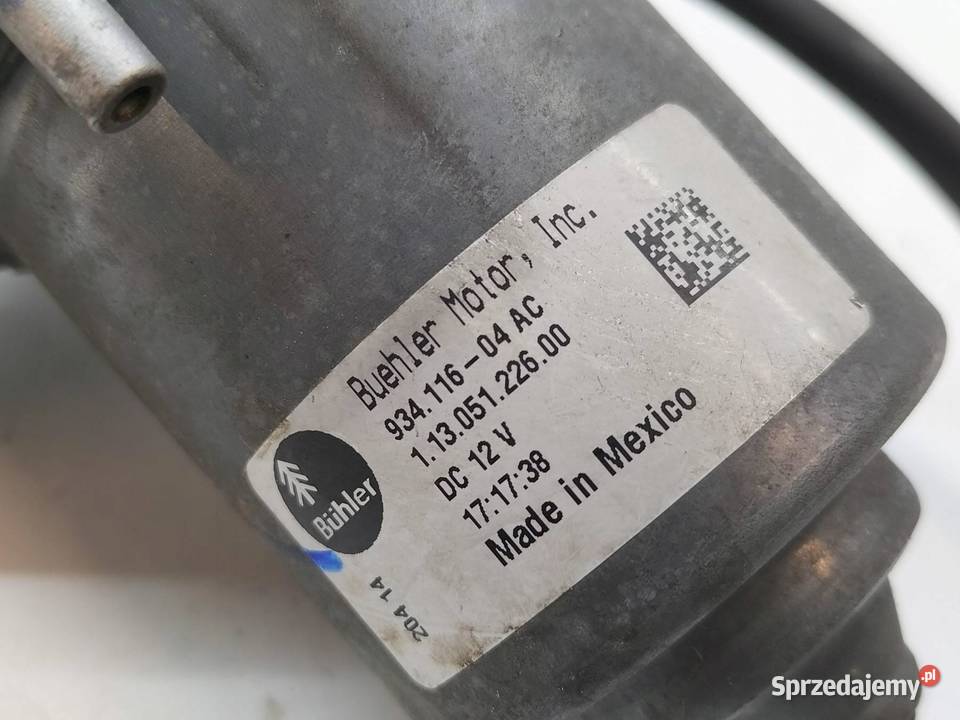 Buehler Motor, Inc.
934.116-04 AC
1.13.051.226.00
DC 12 V
17:17:38
Made in Mexico
Bühler
204 14
Sprzedajemy.pl